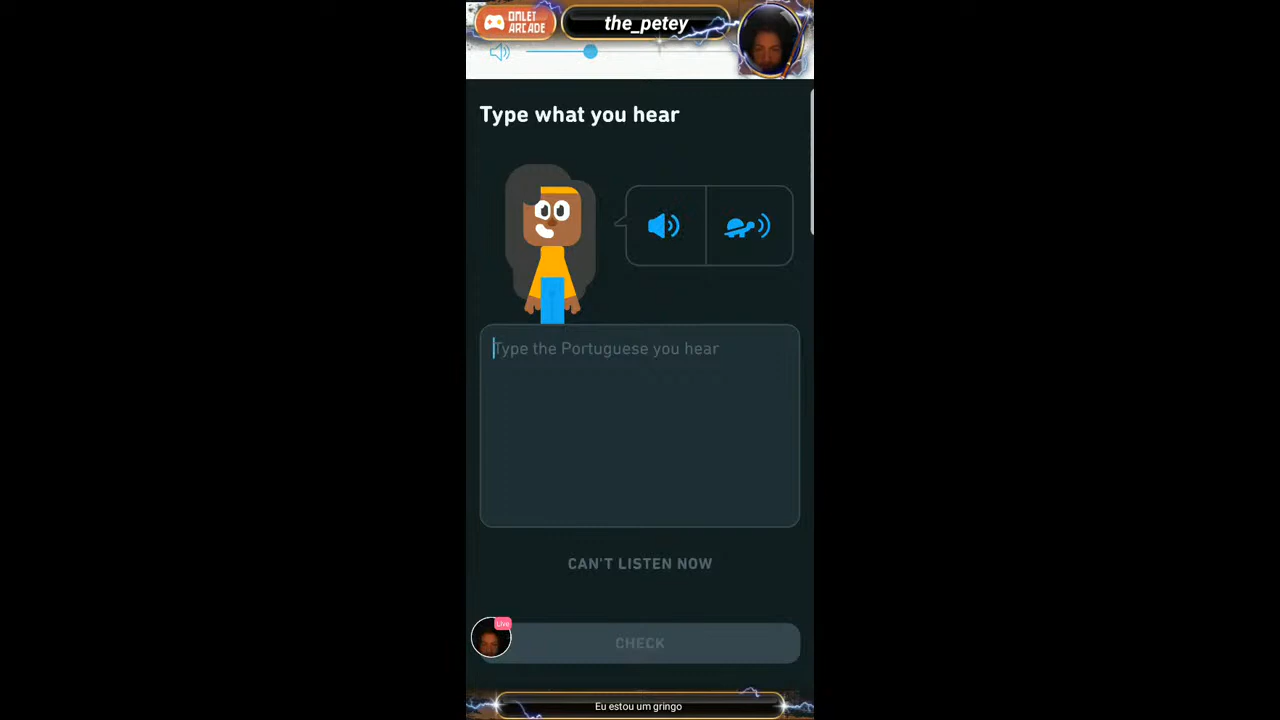 OMLET
ARCADE
the_petey
Type what you hear
Type the Portuguese you hear
CAN'T LISTEN NOW
Live
CHECK
Eu estou um gringo